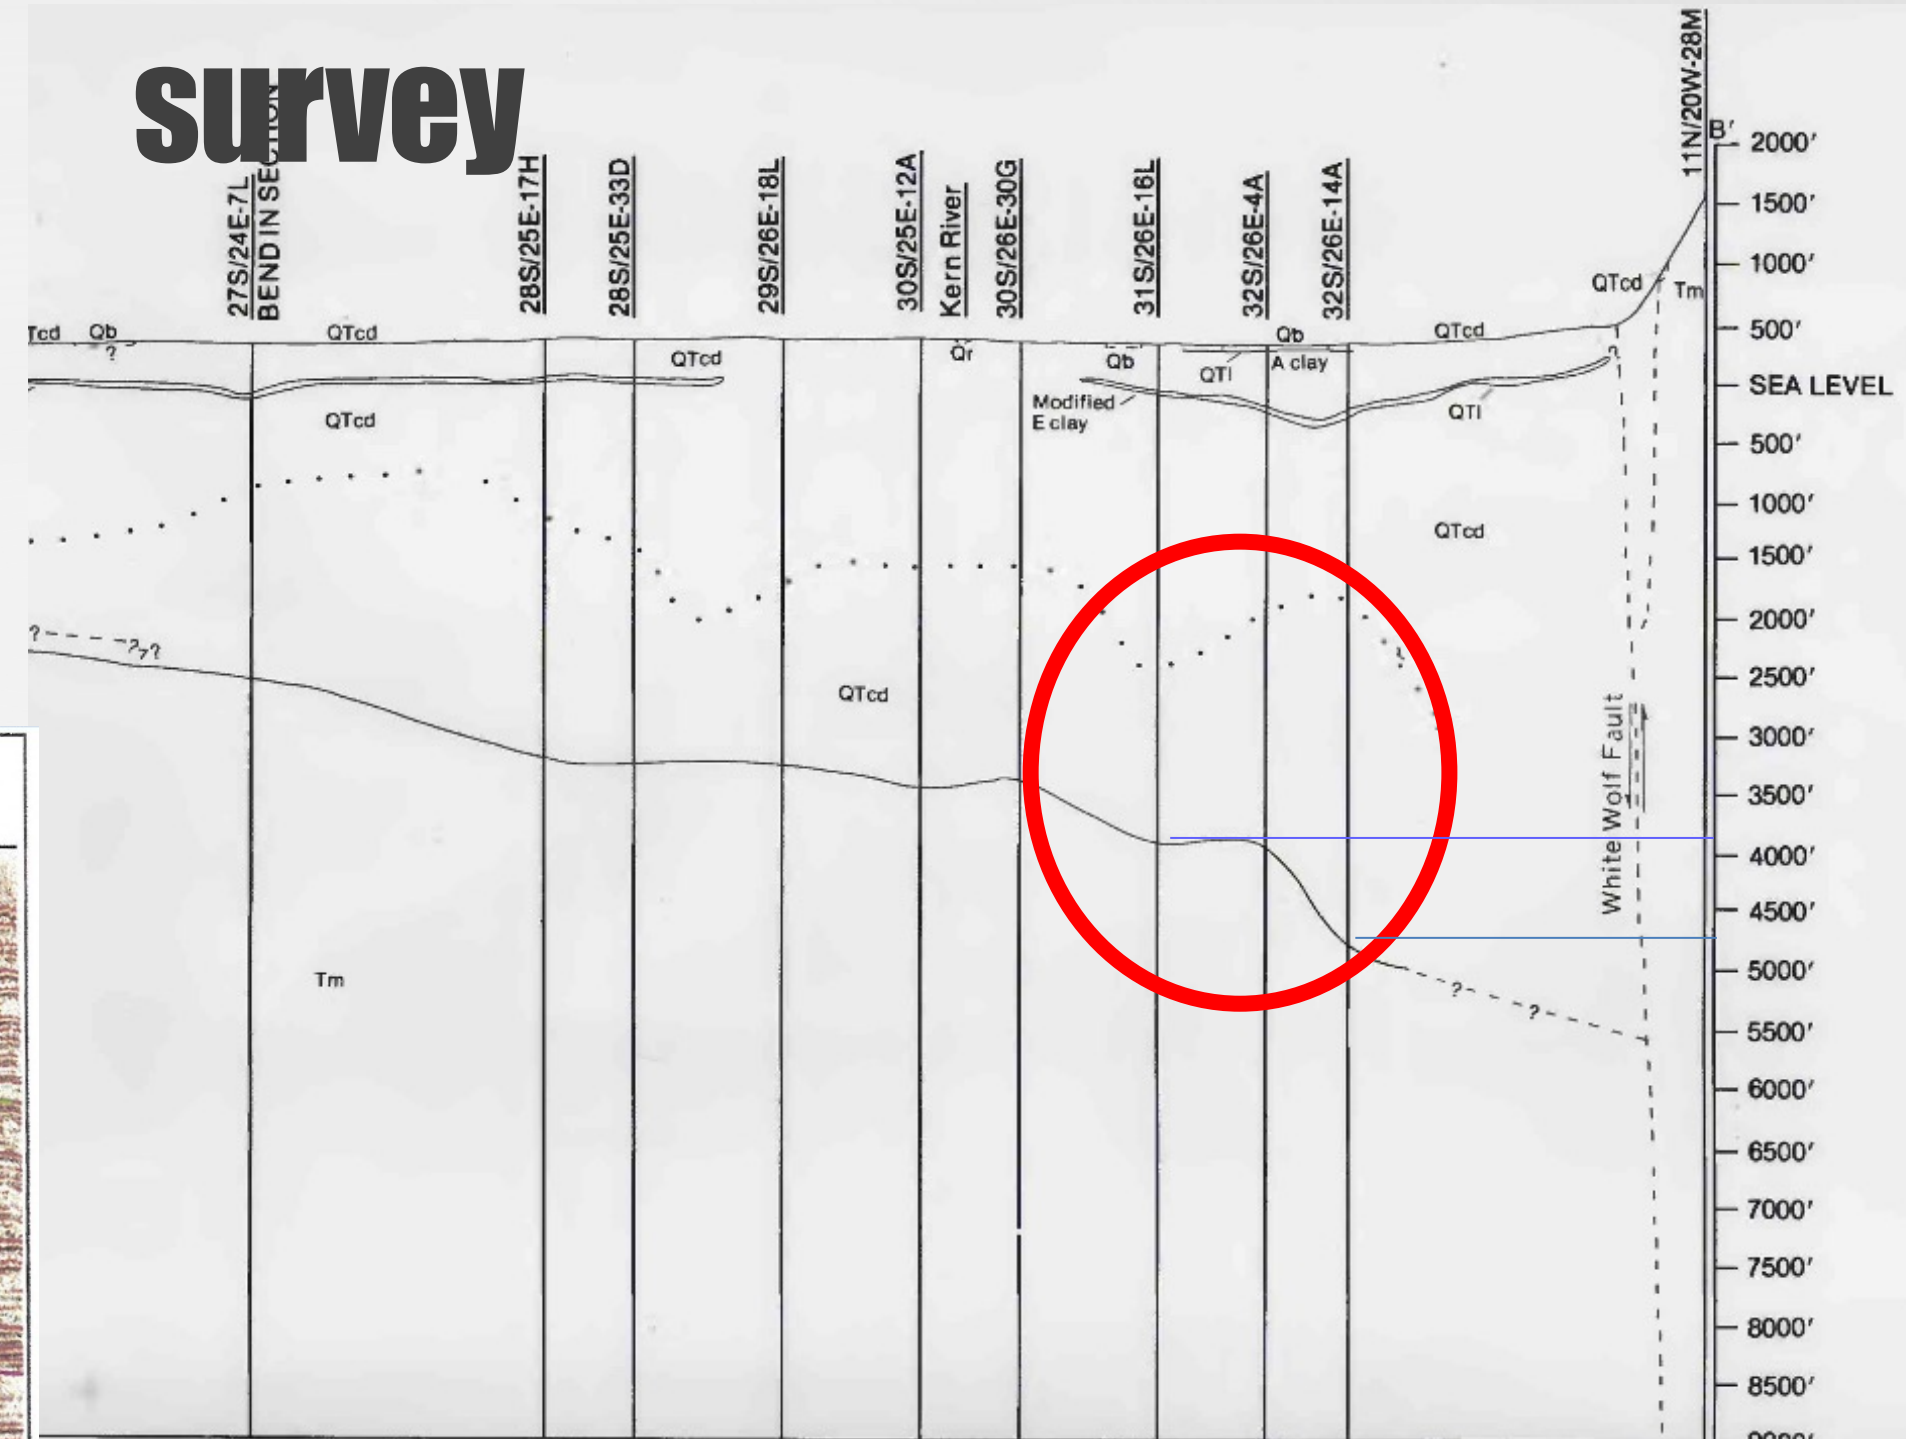 survey
27S/24E-7L
BEND IN SECTION
28S/25E-17H
28S/25E-33D
29S/26E-18L
30S/25E-12A
Kern River
30S/26E-30G
31S/26E-16L
32S/26E-4A
32S/26E-14A
11N/20W-28M
B'
2000'
1500'
1000'
500'
SEA LEVEL
500'
1000'
1500'
2000'
2500'
3000'
3500'
4000'
4500'
5000'
5500'
6000'
6500'
7000'
7500'
8000'
8500'
QTcd
Tm
Tcd
Qb
?
QTcd
QTcd
Qr
Qb
QTl
Qb
A clay
QTcd
Modified
E clay
QTl
QTcd
QTcd
? ? ? ?
QTcd
White Wolf Fault
Tm
? ?